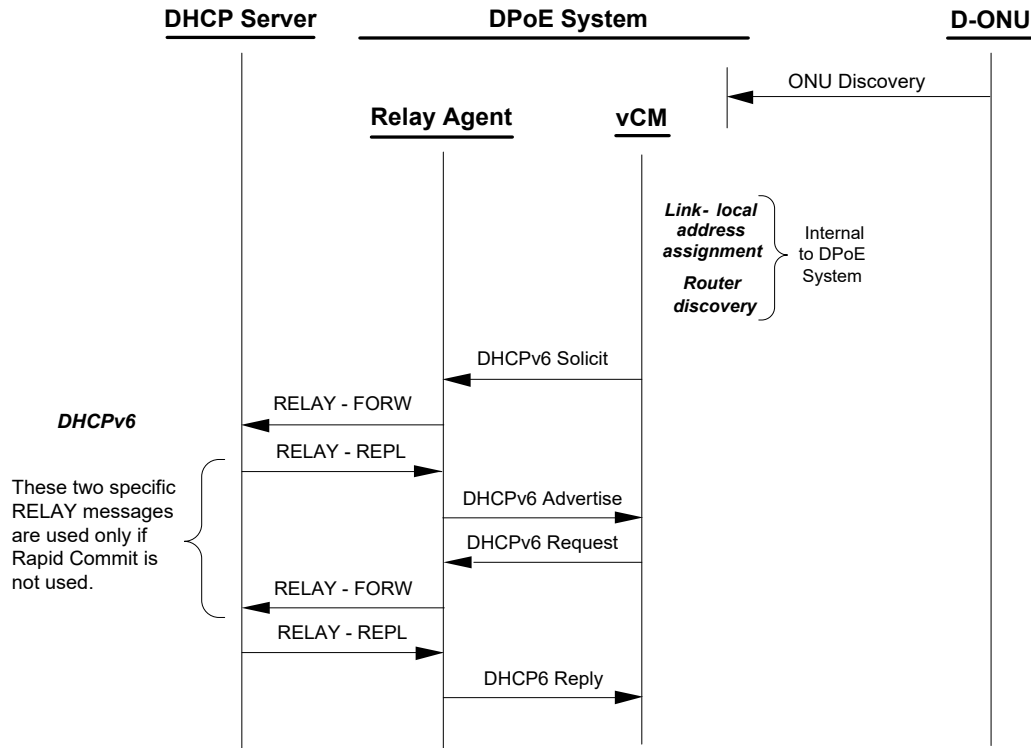 DHCP Server
DPoE System
D-ONU
ONU Discovery
Relay Agent
vCM
Link- local
address
assignment
Router
discovery
Internal
to DPoE
System
DHCPv6 Solicit
RELAY - FORW
DHCPv6
RELAY - REPL
These two specific
RELAY messages
are used only if
Rapid Commit is
not used.
DHCPv6 Advertise
DHCPv6 Request
RELAY - FORW
RELAY - REPL
DHCP6 Reply